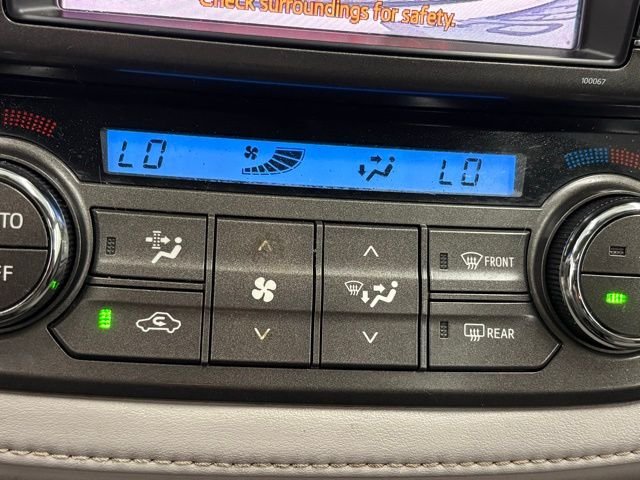 Check surroundings for safety.
100067
LO LO
TO
FF
FRONT
REAR